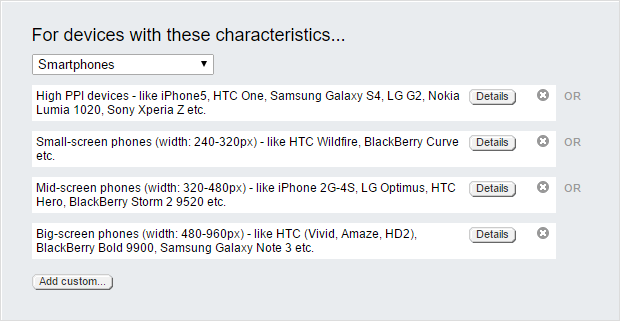 For devices with these characteristics...
Smartphones
High PPI devices - like iPhone5, HTC One, Samsung Galaxy S4, LG G2, Nokia Details OR
Lumia 1020, Sony Xperia Z etc.
Small-screen phones (width: 240-320px) - like HTC Wildfire, BlackBerry Curve Details OR
etc.
Mid-screen phones (width: 320-480px) - like iPhone 2G-4S, LG Optimus, HTC Details OR
Hero, BlackBerry Storm 2 9520 etc.
Big-screen phones (width: 480-960px) - like HTC (Vivid, Amaze, HD2), Details
BlackBerry Bold 9900, Samsung Galaxy Note 3 etc.
Add custom...